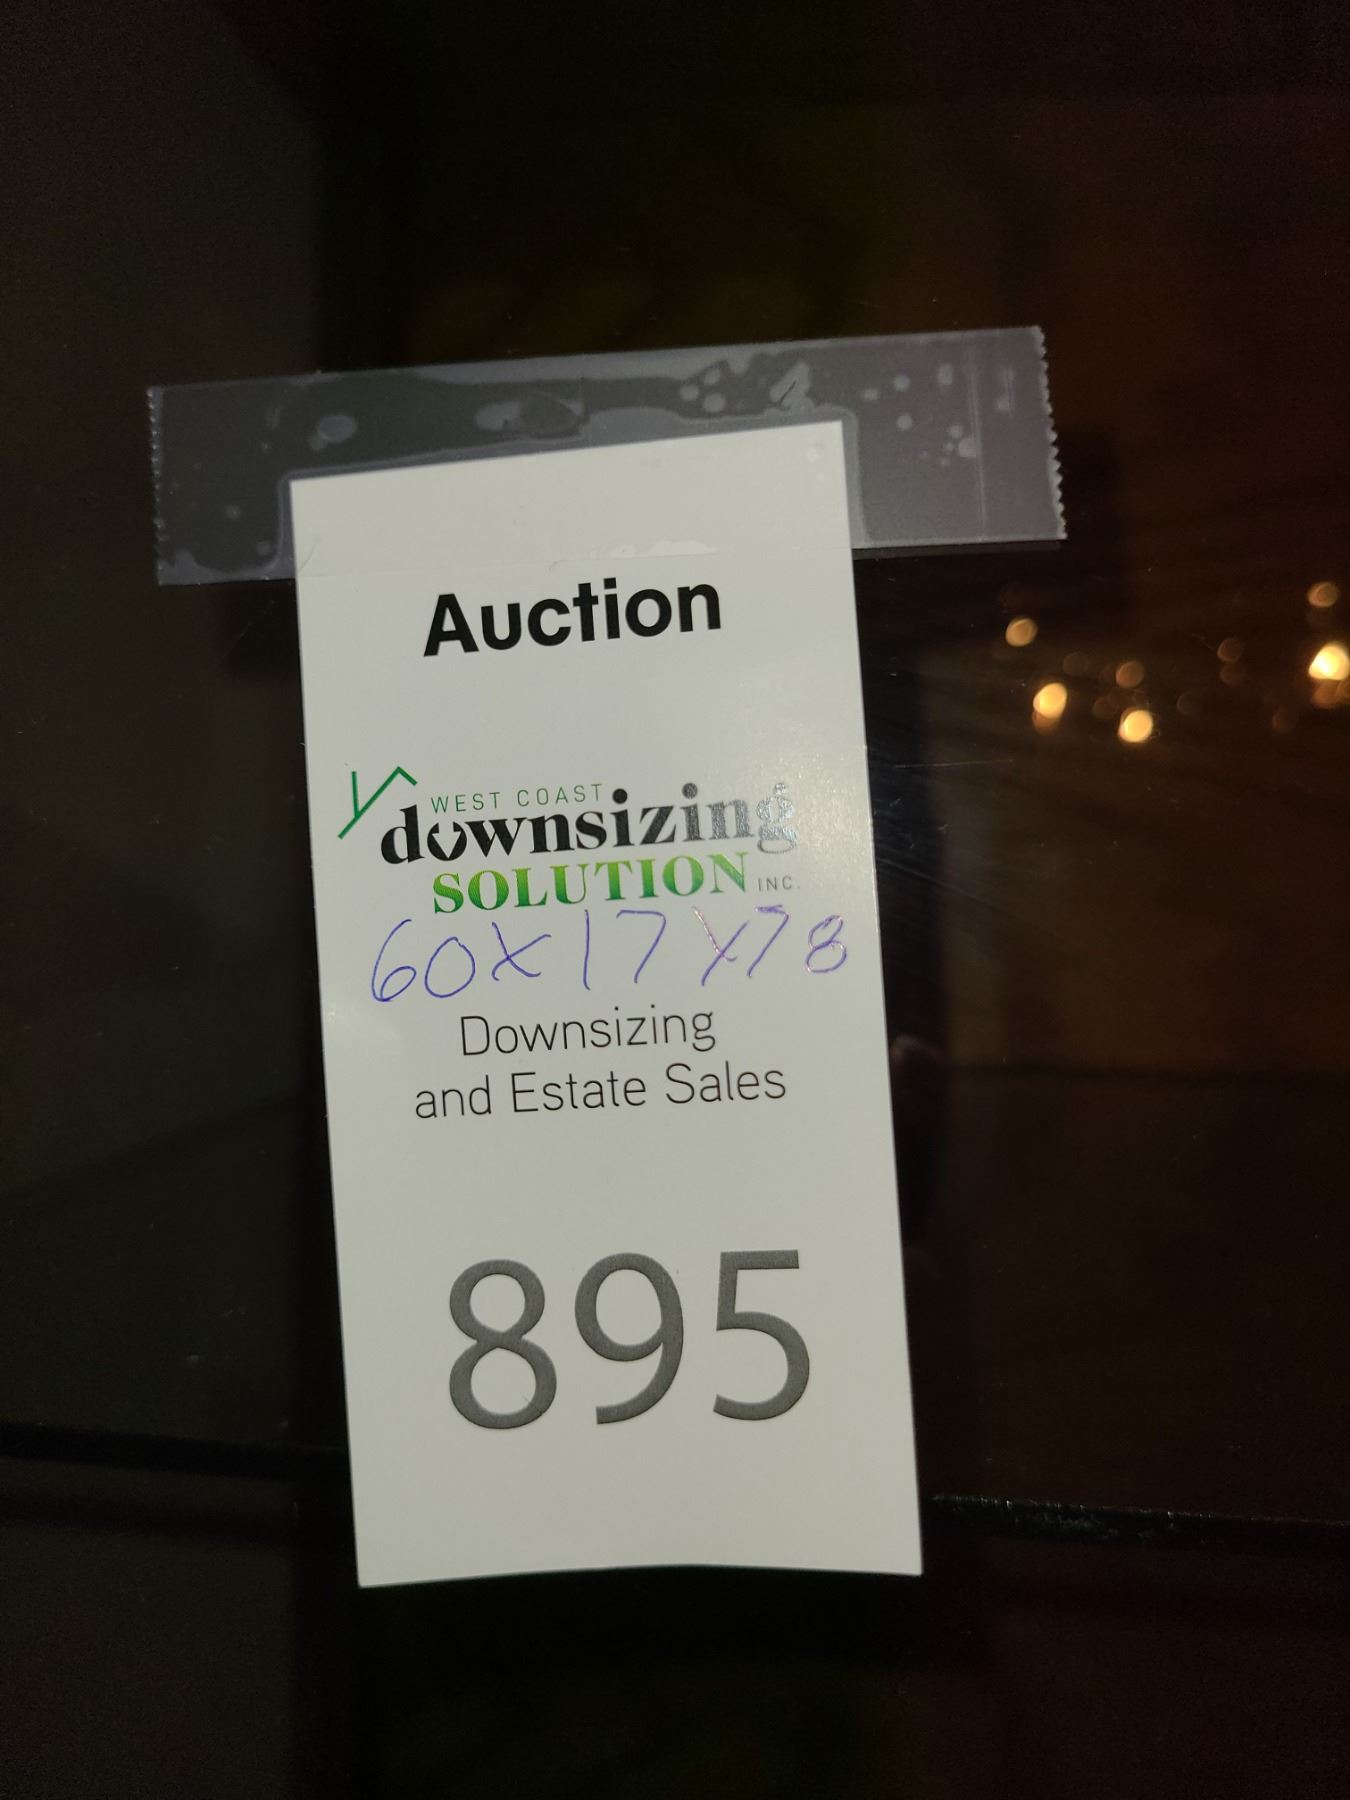 Auction
WEST COAST
downsizing
SOLUTION INC.
60x17x78
Downsizing
and Estate Sales
895